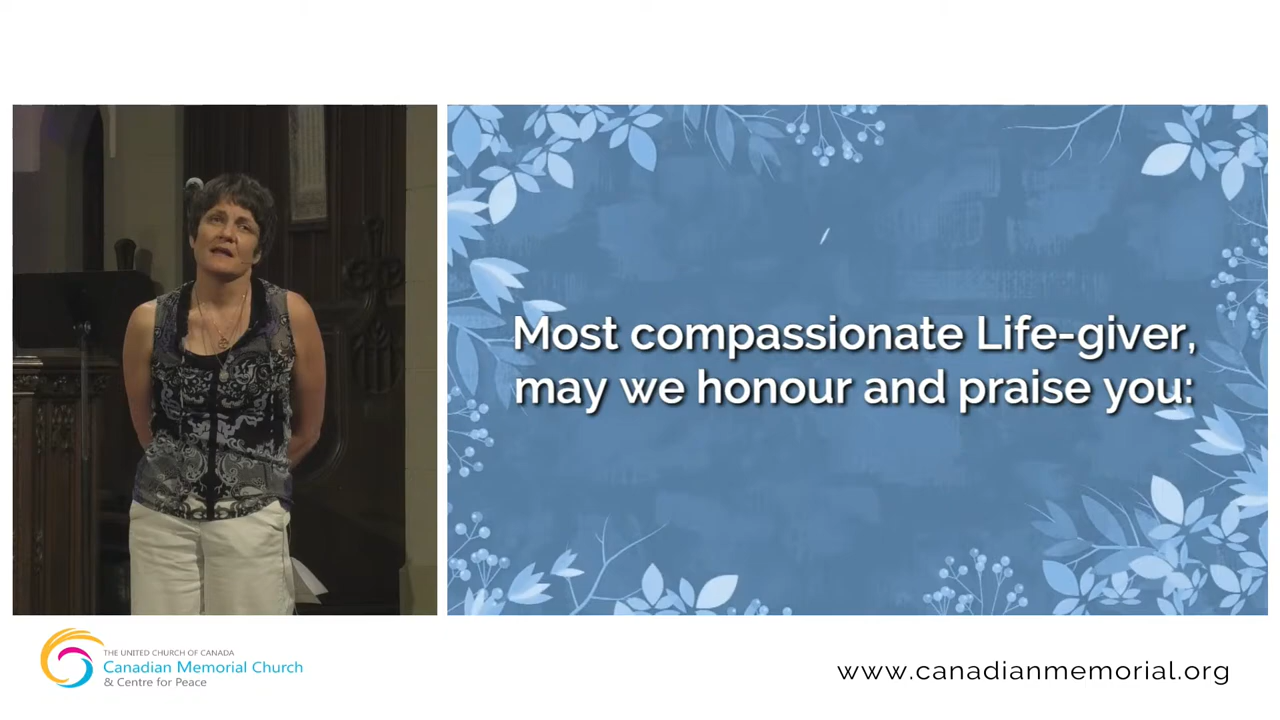 Most compassionate Life-giver,
may we honour and praise you:
THE UNITED CHURCH OF CANADA
Canadian Memorial Church
& Centre for Peace
www.canadianmemorial.org